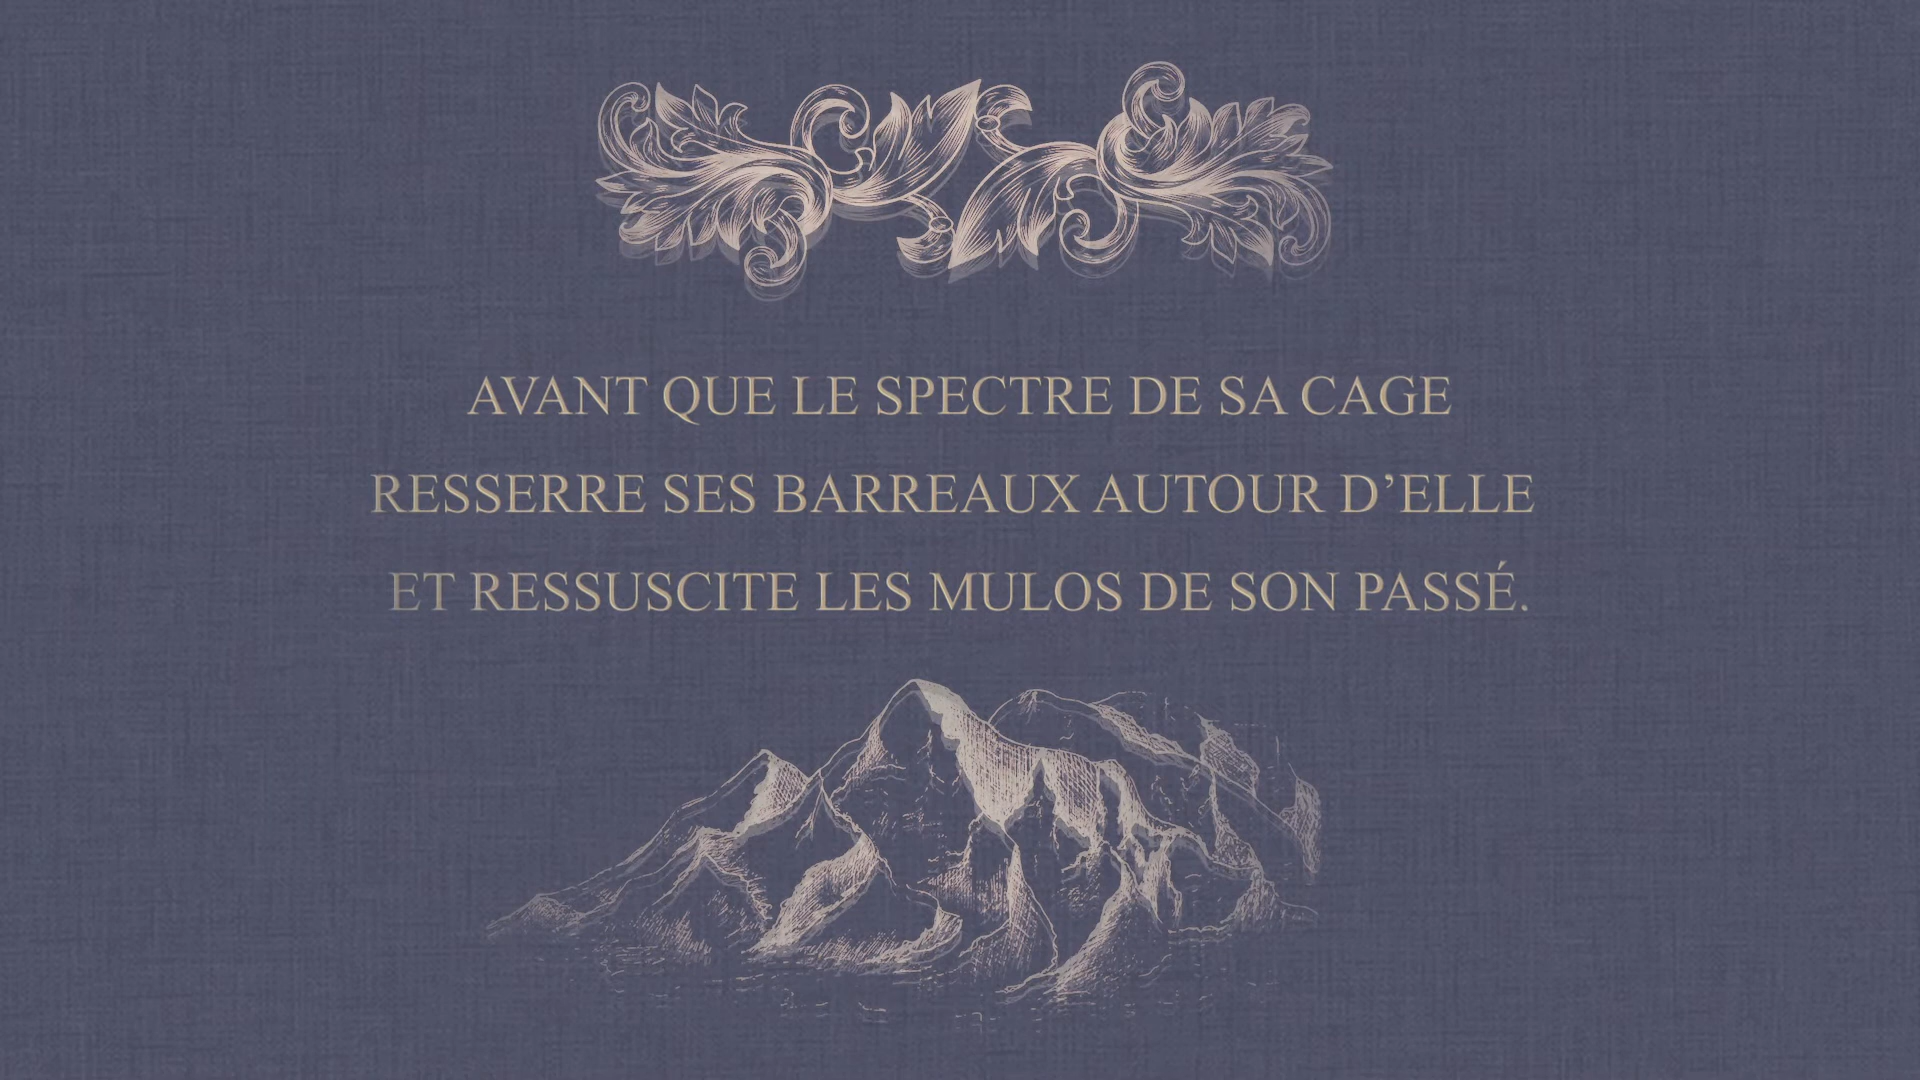 AVANT QUE LE SPECTRE DE SA CAGE
RESSERRE SES BARREAUX AUTOUR D’ELLE
ET RESSUSCITE LES MULOS DE SON PASSÉ.